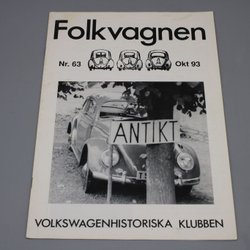 Folkvagnen
Nr. 63 Okt 93
ANTIKT
VOLKSWAGENHISTORISKA KLUBBEN